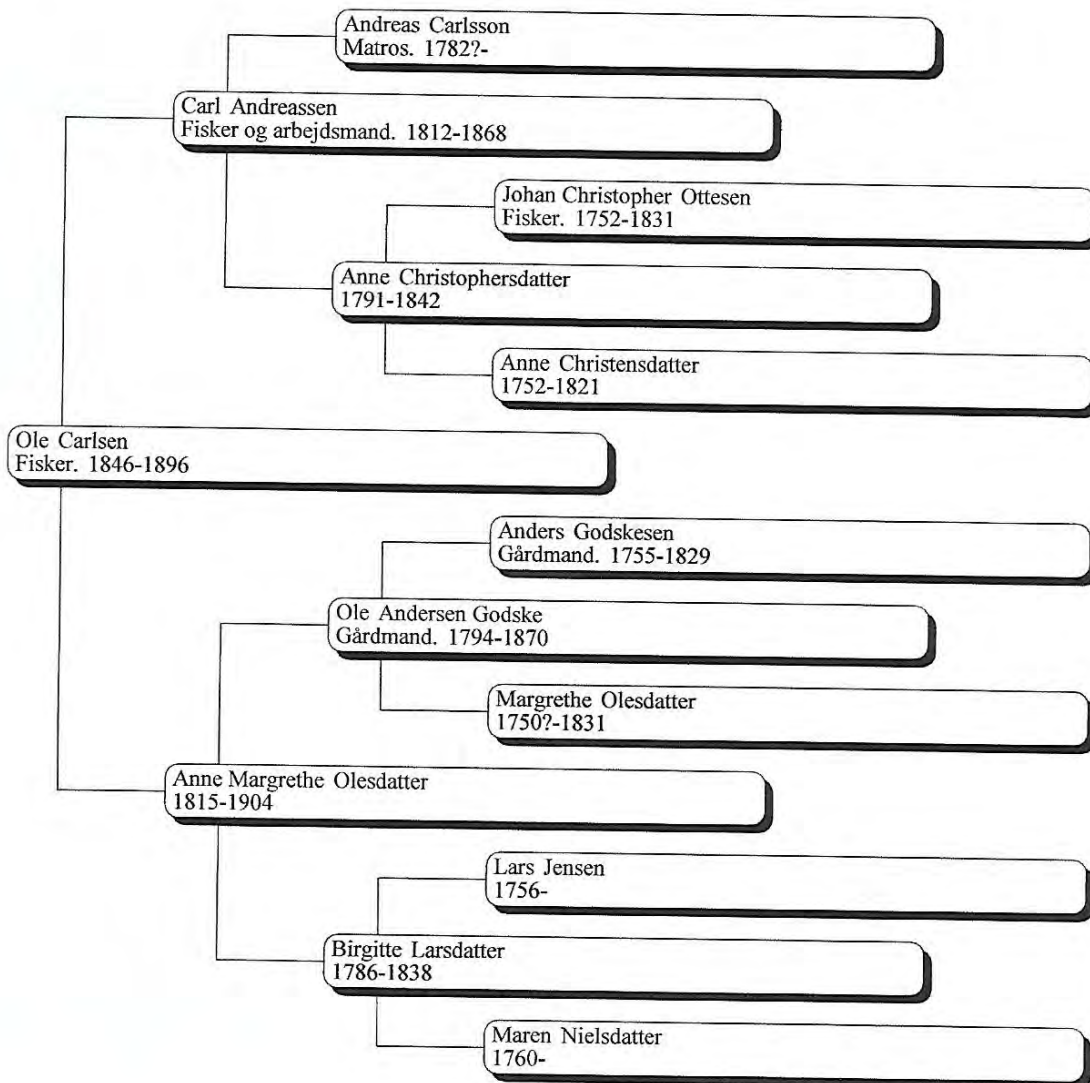 Andreas Carlsson
Matros. 1782?-
Carl Andreassen
Fisker og arbejdsmand. 1812-1868
Johan Christopher Ottesen
Fisker. 1752-1831
Anne Christophersdatter
1791-1842
Anne Christensdatter
1752-1821
Ole Carlsen
Fisker. 1846-1896
Anders Godskesen
Gårdmand. 1755-1829
Ole Andersen Godske
Gårdmand. 1794-1870
Margrethe Olesdatter
1750?-1831
Anne Margrethe Olesdatter
1815-1904
Lars Jensen
1756-
Birgitte Larsdatter
1786-1838
Maren Nielsdatter
1760-